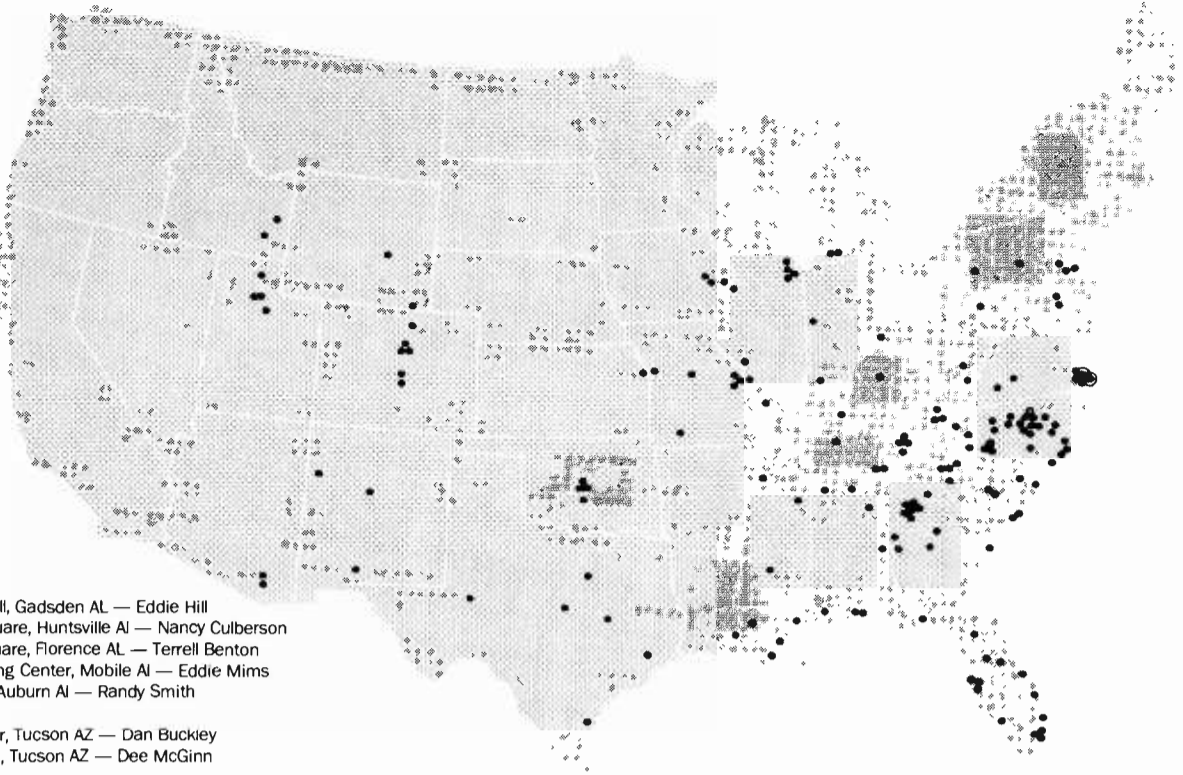 ll, Gadsden AL — Eddie Hill
uare, Huntsville Al — Nancy Culberson
uare, Florence AL — Terrell Benton
ng Center, Mobile Al — Eddie Mims
Auburn Al — Randy Smith
r, Tucson AZ — Dan Buckley
, Tucson AZ — Dee McGinn